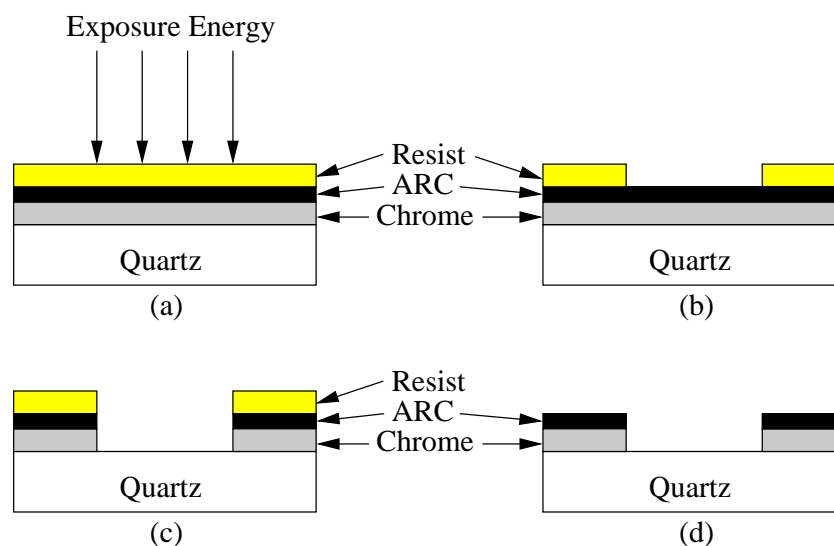 Exposure Energy
Resist
ARC
Chrome
Quartz
Quartz
(a)
(b)
Resist
ARC
Chrome
Quartz
Quartz
(c)
(d)